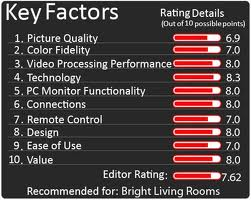 Key Factors
Rating Details
(Out of 10 possible points)
1. Picture Quality 6.9
2. Color Fidelity 7.0
3. Video Processing Performance 8.0
4. Technology 8.3
5. PC Monitor Functionality 8.0
6. Connections 8.0
7. Remote Control 7.0
8. Design 8.0
9. Ease of Use 7.0
10. Value 8.0
Editor Rating: 7.62
Recommended for: Bright Living Rooms